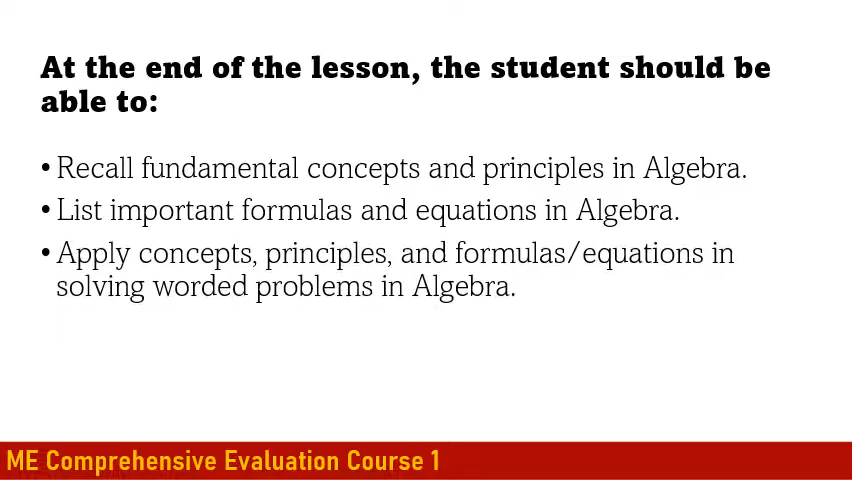 At the end of the lesson, the student should be
able to:
• Recall fundamental concepts and principles in Algebra.
• List important formulas and equations in Algebra.
• Apply concepts, principles, and formulas/equations in
solving worded problems in Algebra.
ME Comprehensive Evaluation Course 1